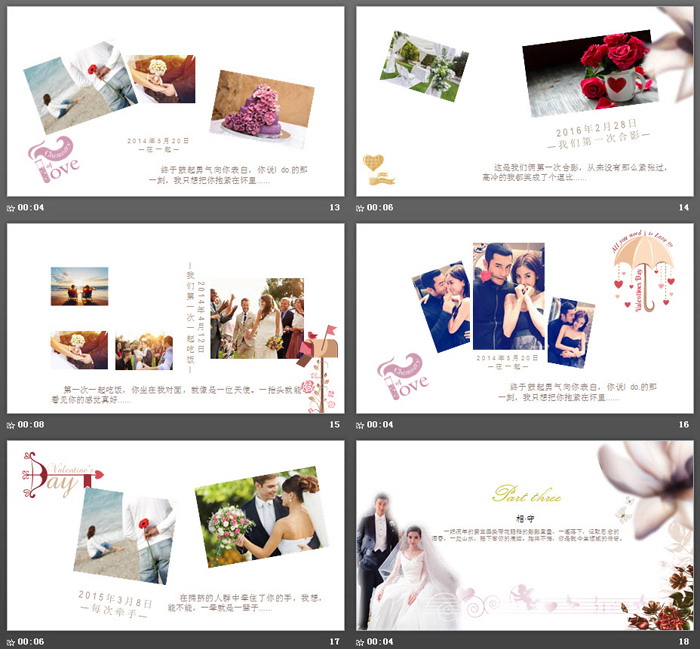 Chemistry
of
Love
2014年5月20日
—在一起—
终于鼓起勇气向你表白，你说I do.的那
一刻，我只想把你抱紧在怀里……
00:04
13
2016年2月28日
—我们第一次合影—
这是我们俩第一次合影，从来没有那么紧张过，
高冷的我都笑成了个逗比……
00:06
14
—我们第一次一起吃饭—
2014年4月12日
第一次一起吃饭，你坐在我对面，就像是一位天使。一抬头就能
看见你的感觉真好……
00:08
15
All you need is Love is
Valentines Day
Chemistry
of
Love
2014年5月20日
—在一起—
终于鼓起勇气向你表白，你说I do.的那
一刻，我只想把你抱紧在怀里……
00:04
16
Valentine's
Day
2015年3月8日
—每次牵手—
在拥挤的人群中牵住了你的手，我想，
能不能，一牵就是一辈子……
00:06
17
Part three
相守
00:04
18